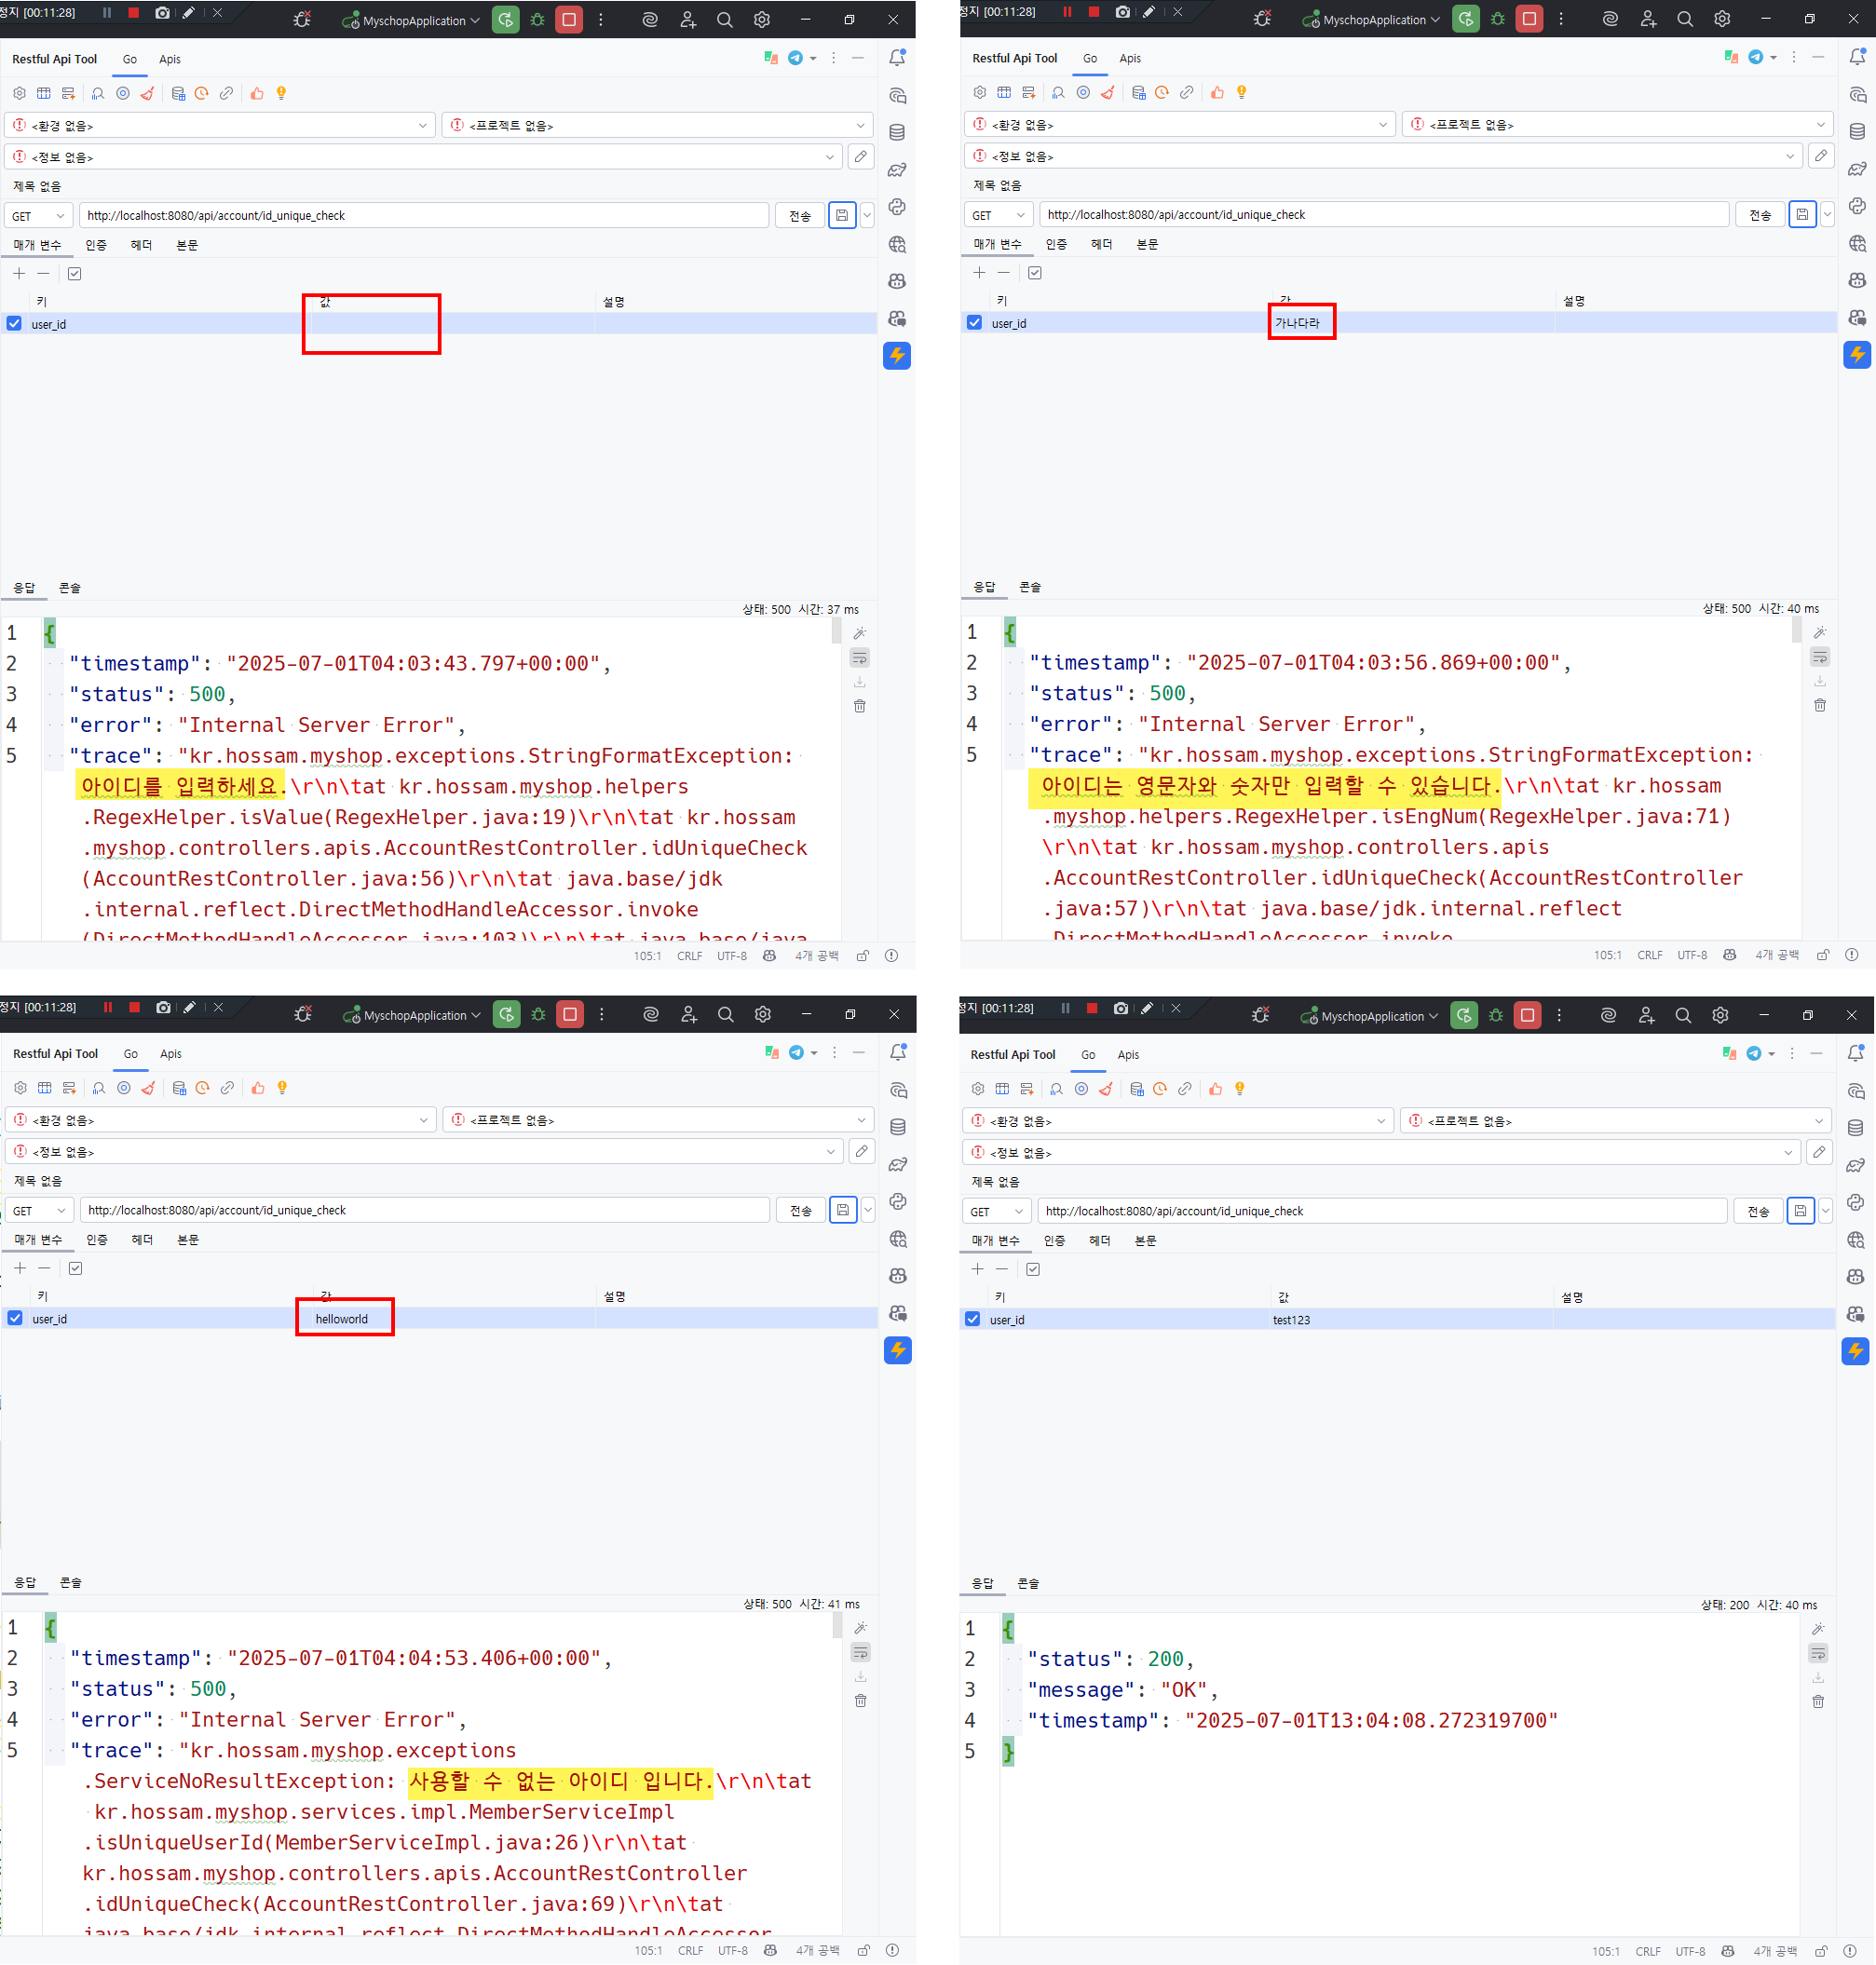 정지 [00:11:28]
MyschopApplication
Restful Api Tool Go Apis
<환경 없음> <프로젝트 없음>
<정보 없음>
제목 없음
GET http://localhost:8080/api/account/id_unique_check 전송
매개 변수 인증 헤더 본문
키 값 설명
user_id
응답 콘솔
상태: 500 시간: 37 ms
1 {
2 "timestamp": "2025-07-01T04:03:43.797+00:00",
3 "status": 500,
4 "error": "Internal Server Error",
5 "trace": "kr.hossam.myshop.exceptions.StringFormatException:
아이디를 입력하세요.\r\n\tat kr.hossam.myshop.helpers
.RegexHelper.isValue(RegexHelper.java:19)\r\n\tat kr.hossam
.myshop.controllers.apis.AccountRestController.idUniqueCheck
(AccountRestController.java:56)\r\n\tat java.base/jdk
.internal.reflect.DirectMethodHandleAccessor.invoke
(DirectMethodHandleAccessor.java:103)\r\n\tat java.base/java
105:1 CRLF UTF-8 4개 공백
정지 [00:11:28]
MyschopApplication
Restful Api Tool Go Apis
<환경 없음> <프로젝트 없음>
<정보 없음>
제목 없음
GET http://localhost:8080/api/account/id_unique_check 전송
매개 변수 인증 헤더 본문
키 값 설명
user_id 가나다라
응답 콘솔
상태: 500 시간: 40 ms
1 {
2 "timestamp": "2025-07-01T04:03:56.869+00:00",
3 "status": 500,
4 "error": "Internal Server Error",
5 "trace": "kr.hossam.myshop.exceptions.StringFormatException:
아이디는 영문자와 숫자만 입력할 수 있습니다.\r\n\tat kr.hossam
.myshop.helpers.RegexHelper.isEngNum(RegexHelper.java:71)
\r\n\tat kr.hossam.myshop.controllers.apis
.AccountRestController.idUniqueCheck(AccountRestController
.java:57)\r\n\tat java.base/jdk.internal.reflect
.DirectMethodHandleAccessor.invoke
105:1 CRLF UTF-8 4개 공백
정지 [00:11:28]
MyschopApplication
Restful Api Tool Go Apis
<환경 없음> <프로젝트 없음>
<정보 없음>
제목 없음
GET http://localhost:8080/api/account/id_unique_check 전송
매개 변수 인증 헤더 본문
키 값 설명
user_id helloworld
응답 콘솔
상태: 500 시간: 41 ms
1 {
2 "timestamp": "2025-07-01T04:04:53.406+00:00",
3 "status": 500,
4 "error": "Internal Server Error",
5 "trace": "kr.hossam.myshop.exceptions
.ServiceNoResultException: 사용할 수 없는 아이디 입니다.\r\n\tat
kr.hossam.myshop.services.impl.MemberServiceImpl
.isUniqueUserId(MemberServiceImpl.java:26)\r\n\tat
kr.hossam.myshop.controllers.apis.AccountRestController
.idUniqueCheck(AccountRestController.java:69)\r\n\tat
java.base/jdk.internal.reflect.DirectMethodHandleAccessor
105:1 CRLF UTF-8 4개 공백
정지 [00:11:28]
MyschopApplication
Restful Api Tool Go Apis
<환경 없음> <프로젝트 없음>
<정보 없음>
제목 없음
GET http://localhost:8080/api/account/id_unique_check 전송
매개 변수 인증 헤더 본문
키 값 설명
user_id test123
응답 콘솔
상태: 200 시간: 40 ms
1 {
2 "status": 200,
3 "message": "OK",
4 "timestamp": "2025-07-01T13:04:08.272319700"
5 }
105:1 CRLF UTF-8 4개 공백